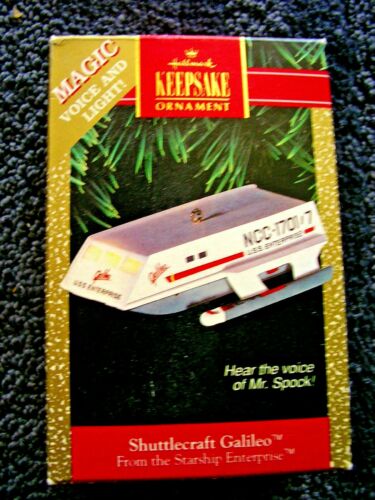 MAGIC
VOICE AND
LIGHT!
Hallmark
KEEPSAKE
ORNAMENT
NCC-1701/7
U.S.S. ENTERPRISE
Galileo
Galileo
U.S.S. ENTERPRISE
Hear the voice
of Mr. Spock!
Shuttlecraft Galileo™
From the Starship Enterprise™